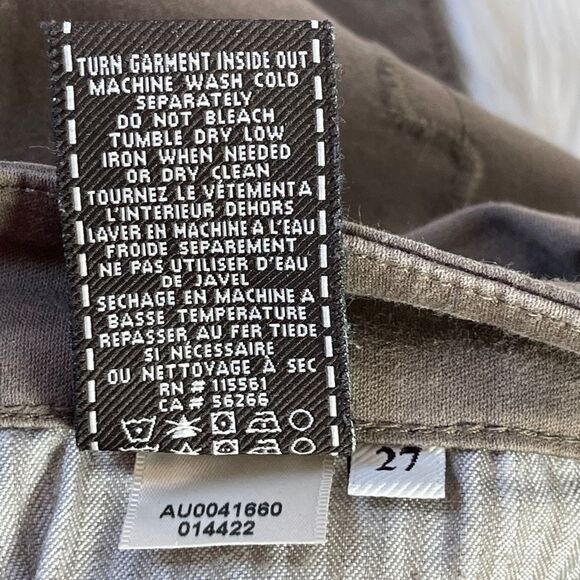 TURN GARMENT INSIDE OUT
MACHINE WASH COLD
SEPARATELY
DO NOT BLEACH
TUMBLE DRY LOW
IRON WHEN NEEDED
OR DRY CLEAN
TOURNEZ LE VÉTEMENT A
L'INTERIEUR DEHORS
LAVER EN MACHINE A L'EAU
FROIDE SEPAREMENT
NE PAS UTILISER D'EAU
DE JAVEL
SECHAGE EN MACHINE A
BASSE TEMPERATURE
REPASSER AU FER TIEDE
SI NÉCESSAIRE
OU NETTOYAGE À SEC
RN # 115561
CA # 56266
27
AU0041660
014422